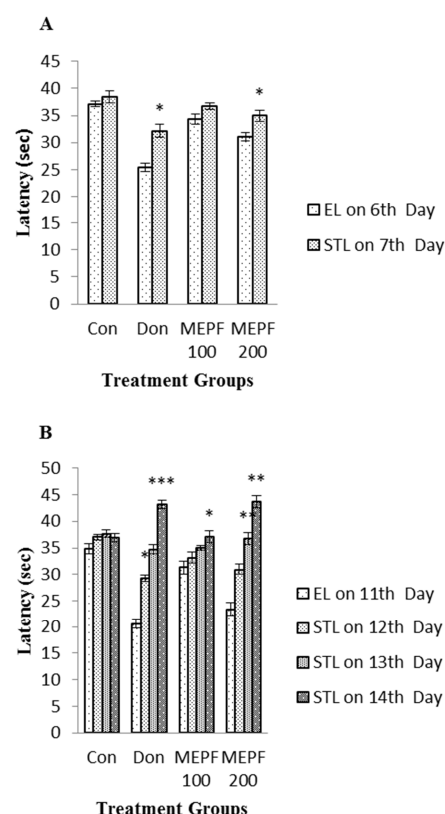 A
45
40
35
30
25
20
15
10
5
0
Latency (sec)
*
*
Con Don MEPF MEPF
100 200
Treatment Groups
EL on 6th Day
STL on 7th Day
B
50
45
40
35
30
25
20
15
10
5
0
Latency (sec)
*
***
*
**
**
Con Don MEPF MEPF
100 200
Treatment Groups
EL on 11th Day
STL on 12th Day
STL on 13th Day
STL on 14th Day